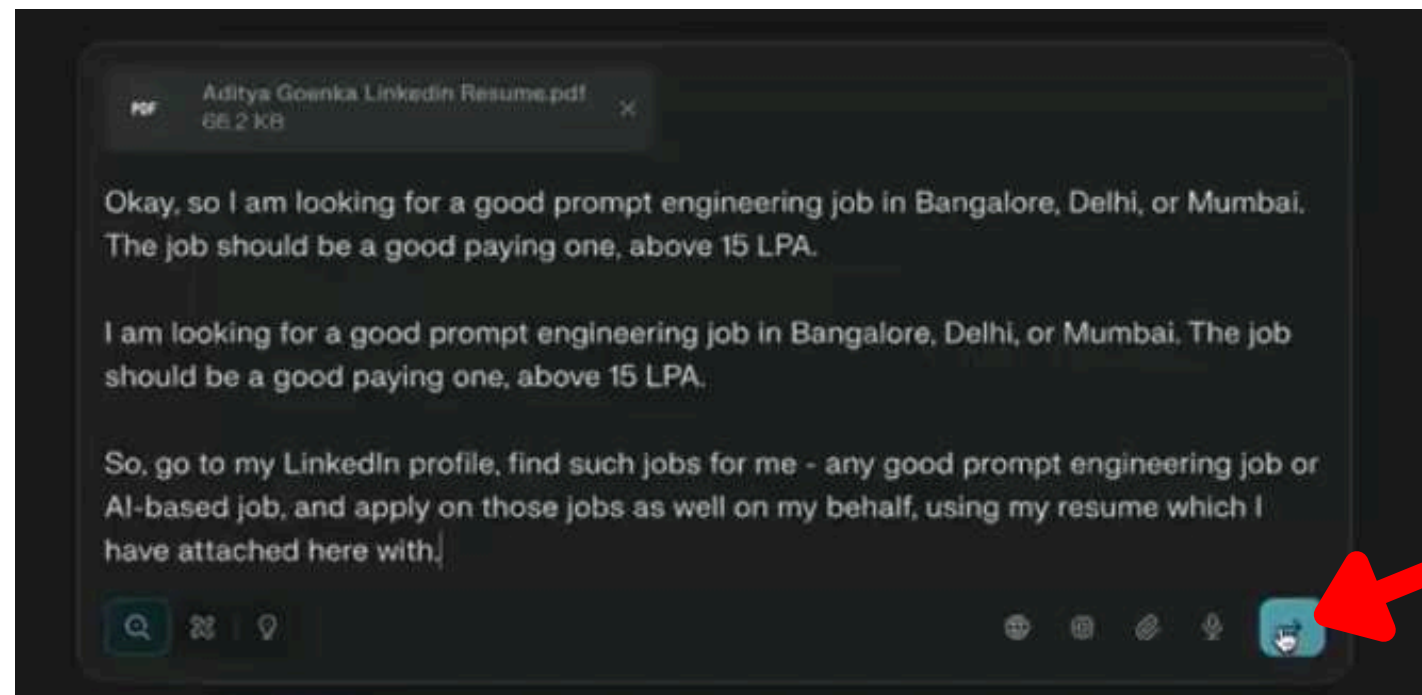 PDF
Aditya Goenka Linkedin Resume.pdf
66.2 KB
Okay, so I am looking for a good prompt engineering job in Bangalore, Delhi, or Mumbai.
The job should be a good paying one, above 15 LPA.
I am looking for a good prompt engineering job in Bangalore, Delhi, or Mumbai. The job
should be a good paying one, above 15 LPA.
So, go to my LinkedIn profile, find such jobs for me - any good prompt engineering job or
AI-based job, and apply on those jobs as well on my behalf, using my resume which I
have attached here with.